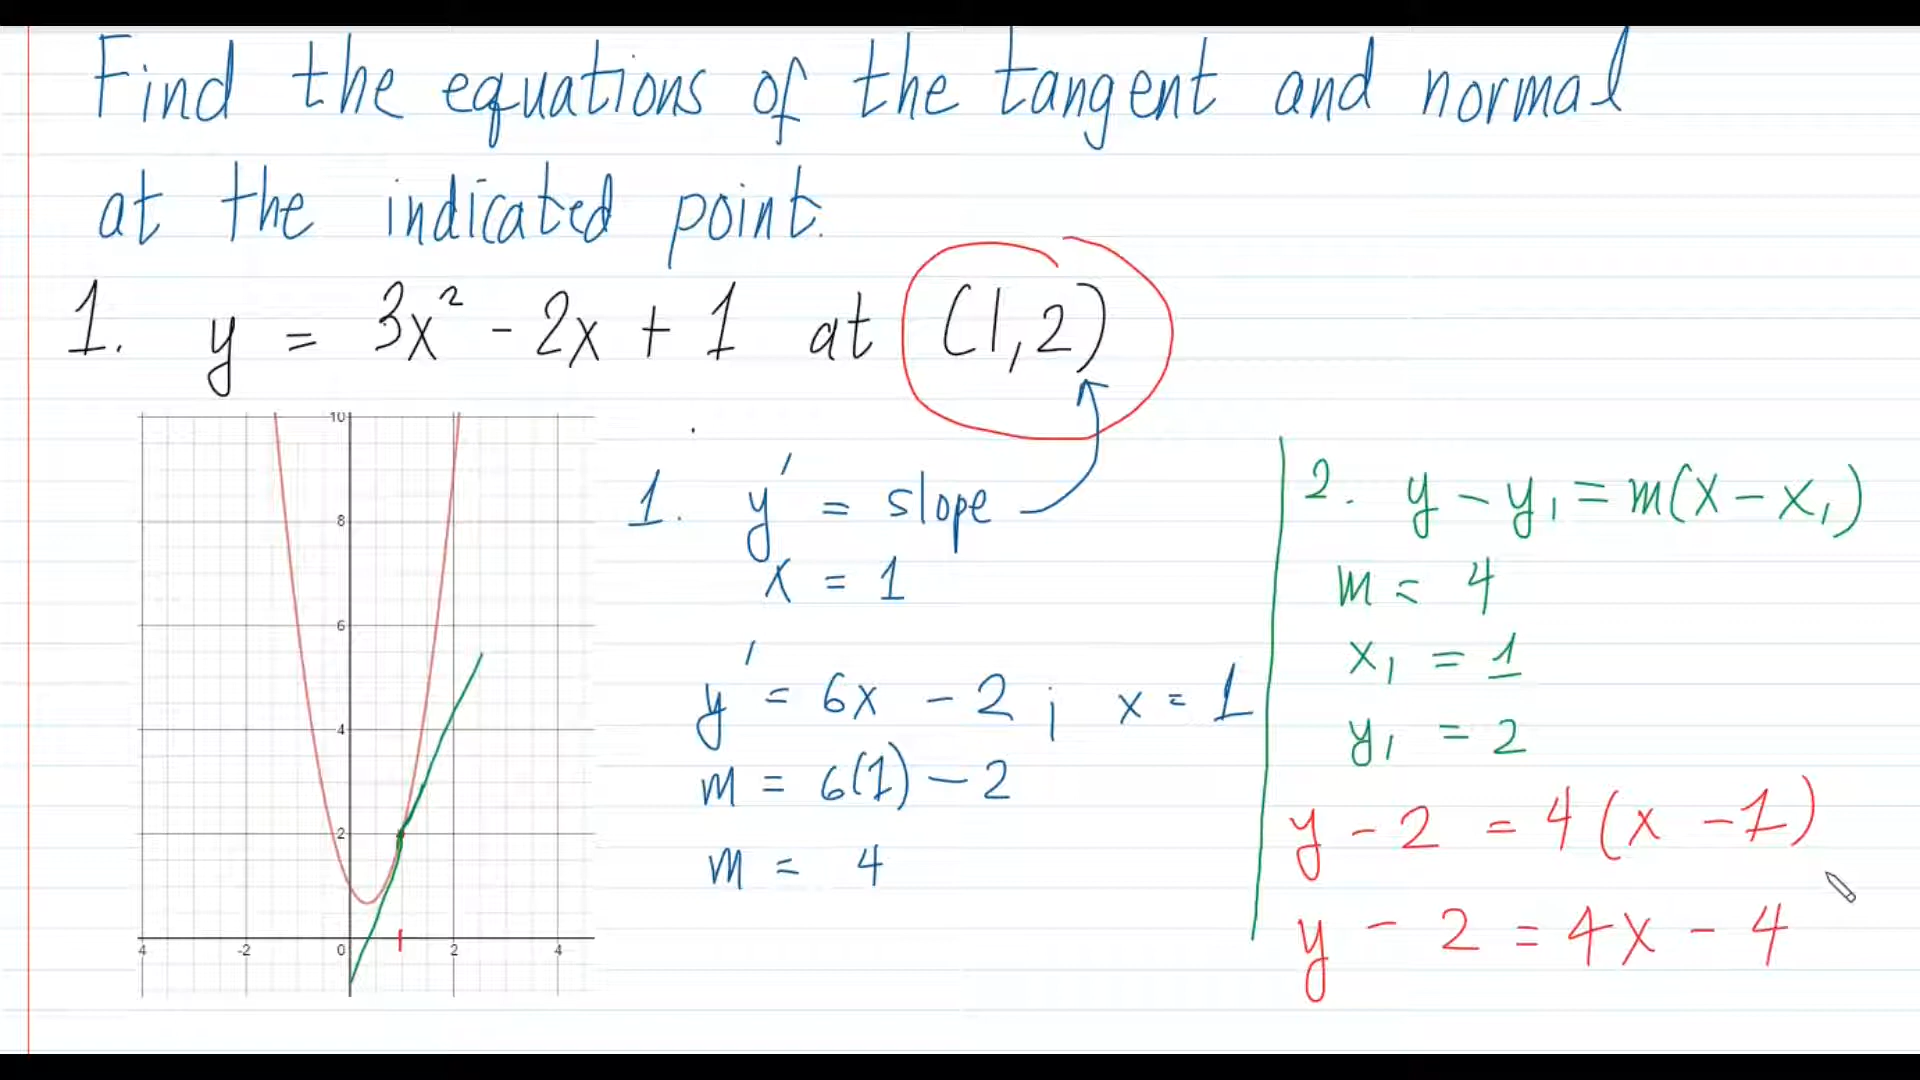 Find the equations of the tangent and normal
at the indicated point.
1. y = 3x² - 2x + 1 at (1,2)
10
8
6
4
2
4 -2 0 2 4
1. y' = slope
x = 1
y' = 6x - 2 ; x = 1
m = 6(1) - 2
m = 4
2. y - y₁ = m(x - x₁)
m = 4
x₁ = 1
y₁ = 2
y - 2 = 4(x - 1)
y - 2 = 4x - 4